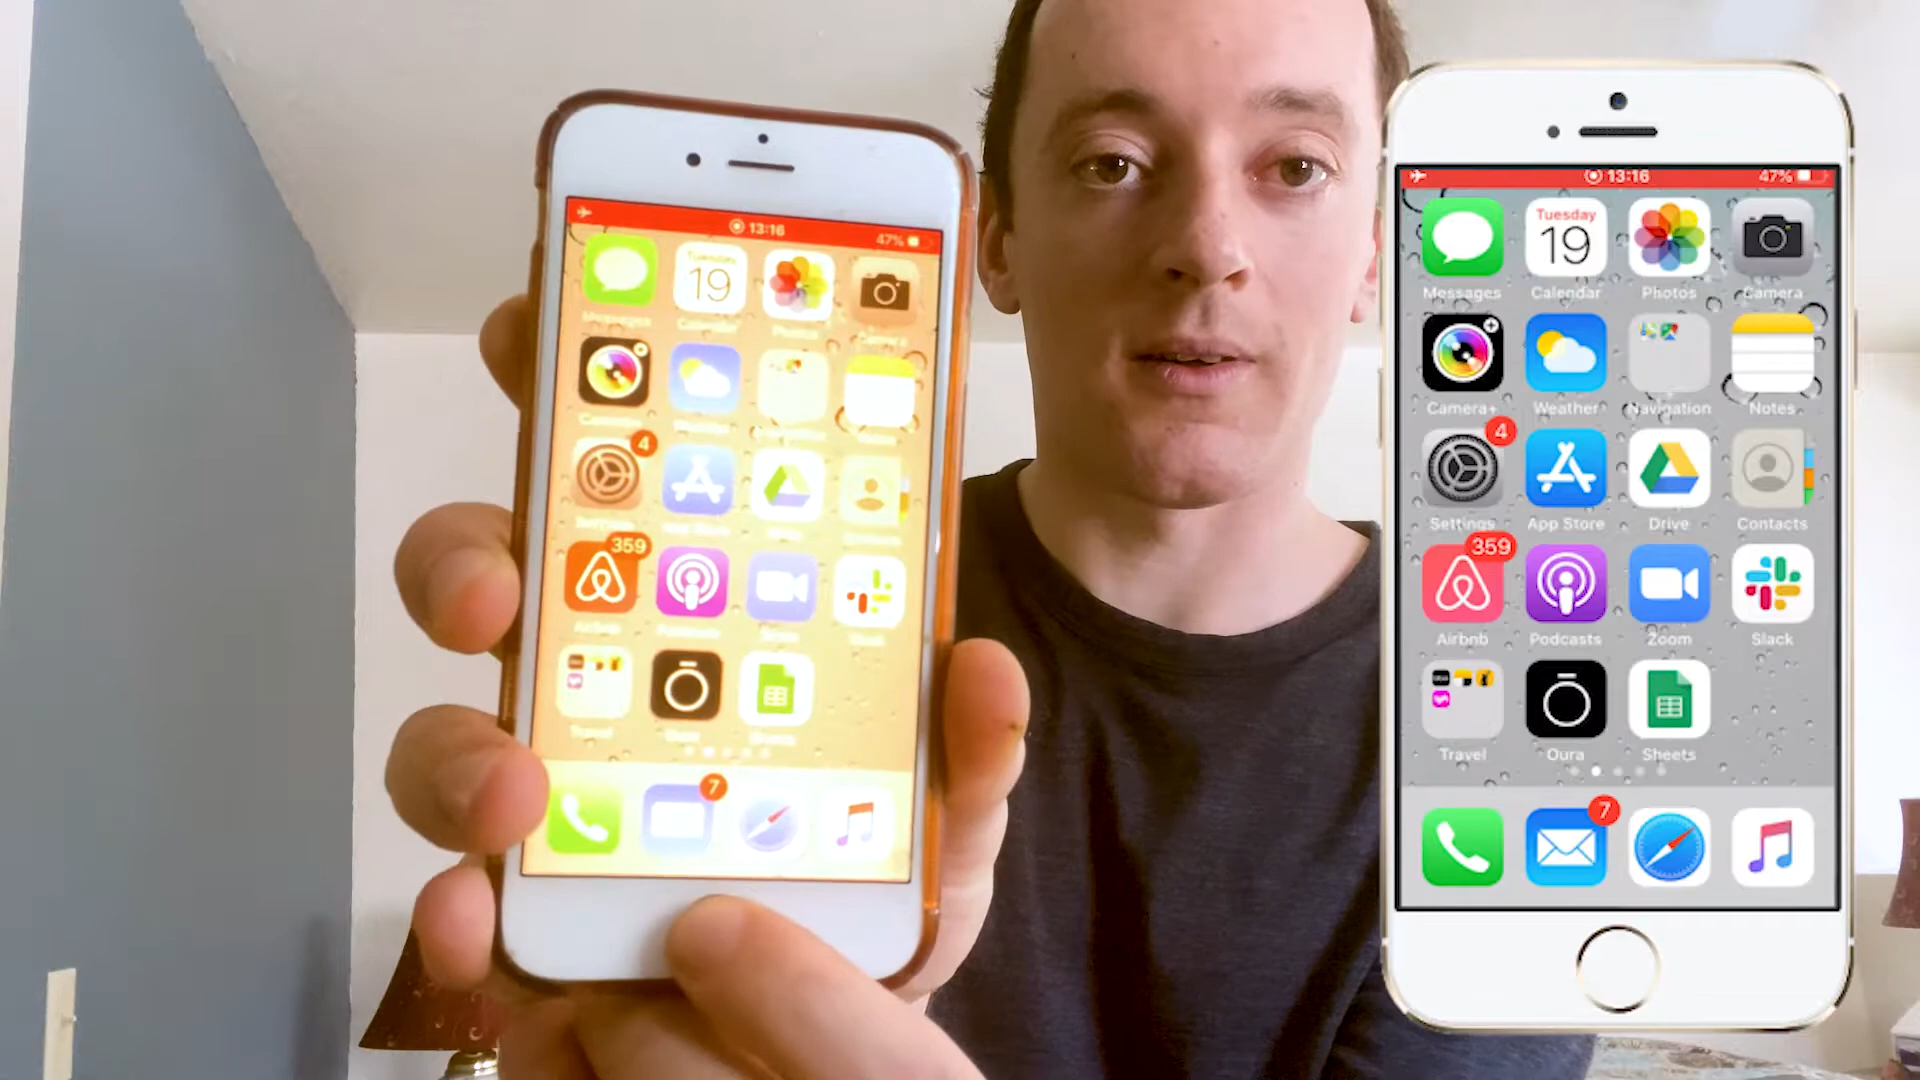 13:16
47%
Tuesday
19
4
359
7
13:16 47%
Tuesday
19
Messages Calendar Photos Camera
Camera+ Weather Navigation Notes
4
Settings App Store Drive Contacts
359
Airbnb Podcasts Zoom Slack
Travel Oura Sheets
7